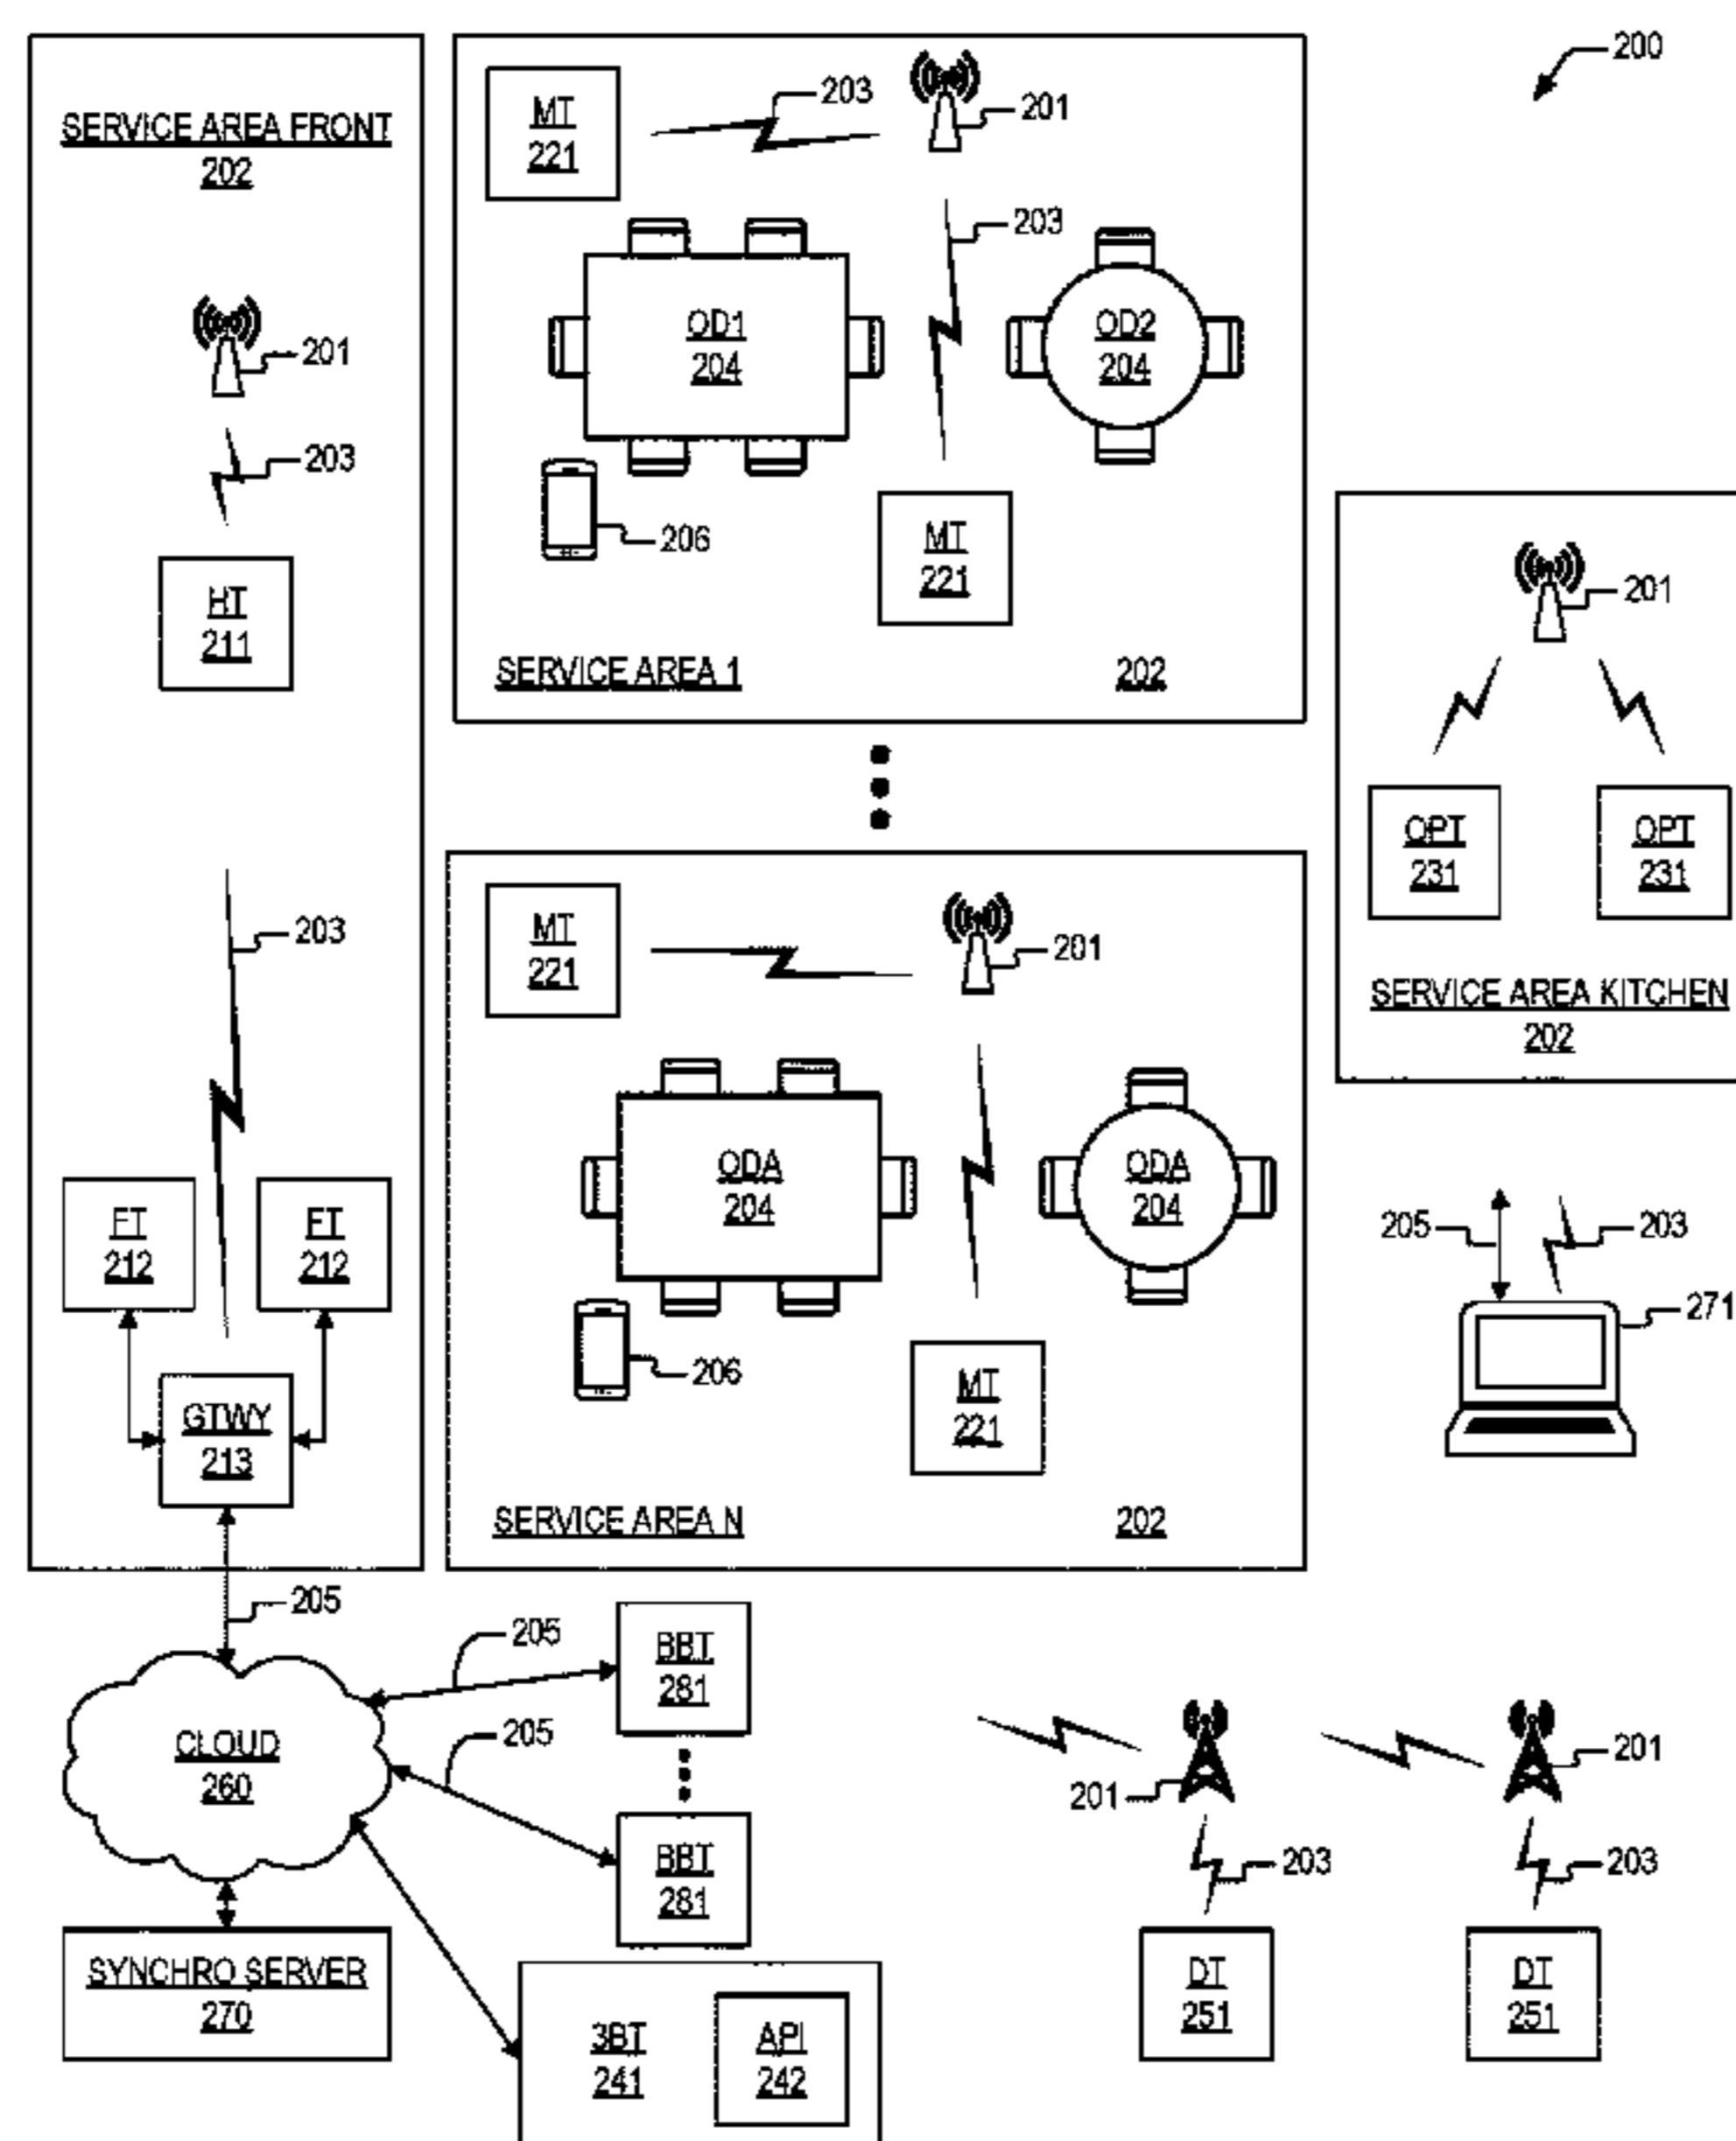 200
SERVICE AREA FRONT
202
201
203
HT
211
203
FT
212
FT
212
GTWY
213
205
MT
221
203
201
203
OD1
204
OD2
204
206
MT
221
SERVICE AREA 1
202
MT
221
201
ODA
204
ODA
204
206
MT
221
SERVICE AREA N
202
201
OPT
231
OPT
231
SERVICE AREA KITCHEN
202
205
203
271
CLOUD
260
205
BBT
281
205
BBT
281
SYNCHRO SERVER
270
3BT
241
API
242
201
201
203
203
DT
251
DT
251